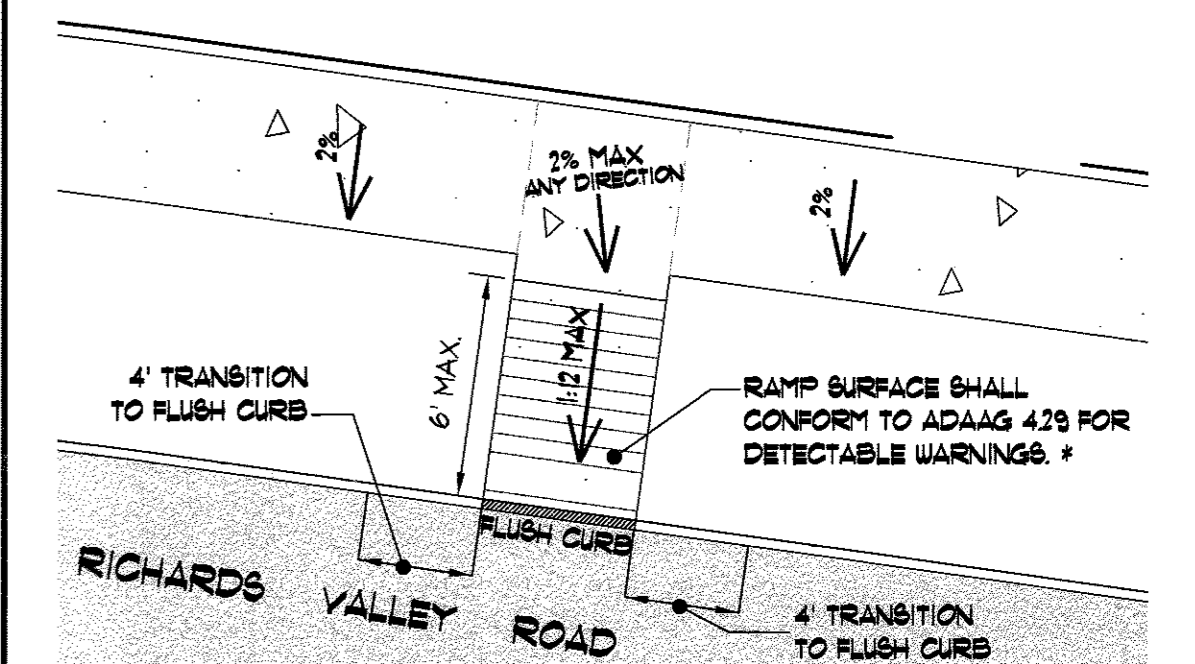 2%
2% MAX
ANY DIRECTION
2%
1:12 MAX
6' MAX.
4' TRANSITION
TO FLUSH CURB
RAMP SURFACE SHALL
CONFORM TO ADAAG 4.29 FOR
DETECTABLE WARNINGS. *
FLUSH CURB
RICHARDS VALLEY ROAD
4' TRANSITION
TO FLUSH CURB